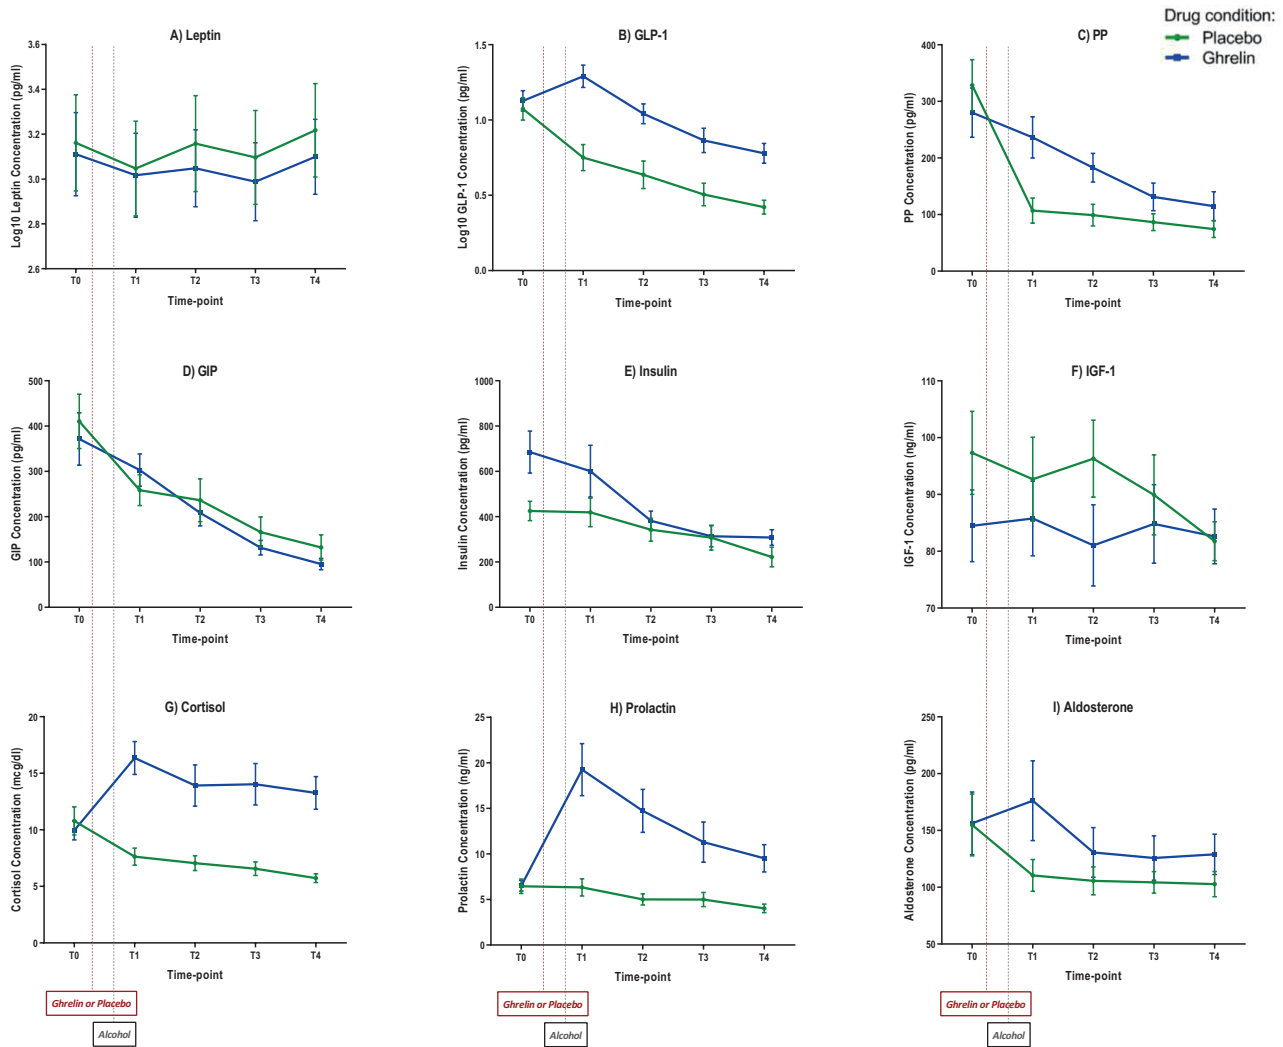 Drug condition:
Placebo
Ghrelin
A) Leptin
Log10 Leptin Concentration (pg/ml)
3.6
3.4
3.2
3.0
2.8
2.6
T0 T1 T2 T3 T4
Time-point
B) GLP-1
Log10 GLP-1 Concentration (pg/ml)
1.5
1.0
0.5
0.0
T0 T1 T2 T3 T4
Time-point
C) PP
PP Concentration (pg/ml)
400
300
200
100
0
T0 T1 T2 T3 T4
Time-point
D) GIP
GIP Concentration (pg/ml)
500
400
300
200
100
0
T0 T1 T2 T3 T4
Time-point
E) Insulin
Insulin Concentration (pg/ml)
1000
800
600
400
200
0
T0 T1 T2 T3 T4
Time-point
F) IGF-1
IGF-1 Concentration (ng/ml)
110
100
90
80
70
T0 T1 T2 T3 T4
Time-point
G) Cortisol
Cortisol Concentration (mcg/dl)
20
15
10
5
0
T0 T1 T2 T3 T4
Time-point
H) Prolactin
Prolactin Concentration (ng/ml)
25
20
15
10
5
0
T0 T1 T2 T3 T4
Time-point
I) Aldosterone
Aldosterone Concentration (pg/ml)
250
200
150
100
50
T0 T1 T2 T3 T4
Time-point
Ghrelin or Placebo
Alcohol
Ghrelin or Placebo
Alcohol
Ghrelin or Placebo
Alcohol